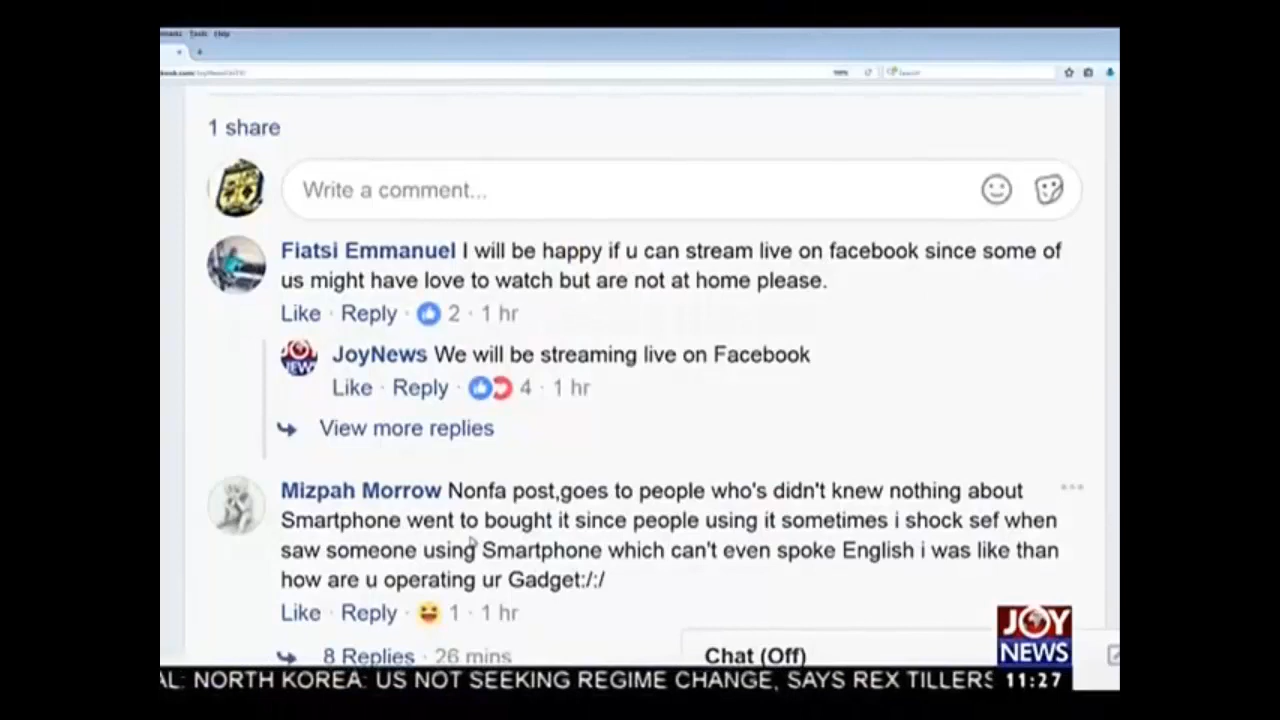 Tools Help
1 share
Write a comment...
Fiatsi Emmanuel I will be happy if u can stream live on facebook since some of
us might have love to watch but are not at home please.
Like · Reply · 2 · 1 hr
JoyNews We will be streaming live on Facebook
Like · Reply · 4 · 1 hr
View more replies
Mizpah Morrow Nonfa post,goes to people who's didn't knew nothing about
Smartphone went to bought it since people using it sometimes i shock sef when
saw someone using Smartphone which can't even spoke English i was like than
how are u operating ur Gadget:/:/
Like · Reply · 1 · 1 hr
8 Replies · 26 mins
Chat (Off)
JOY
NEWS
AL: NORTH KOREA: US NOT SEEKING REGIME CHANGE, SAYS REX TILLERS
11:27